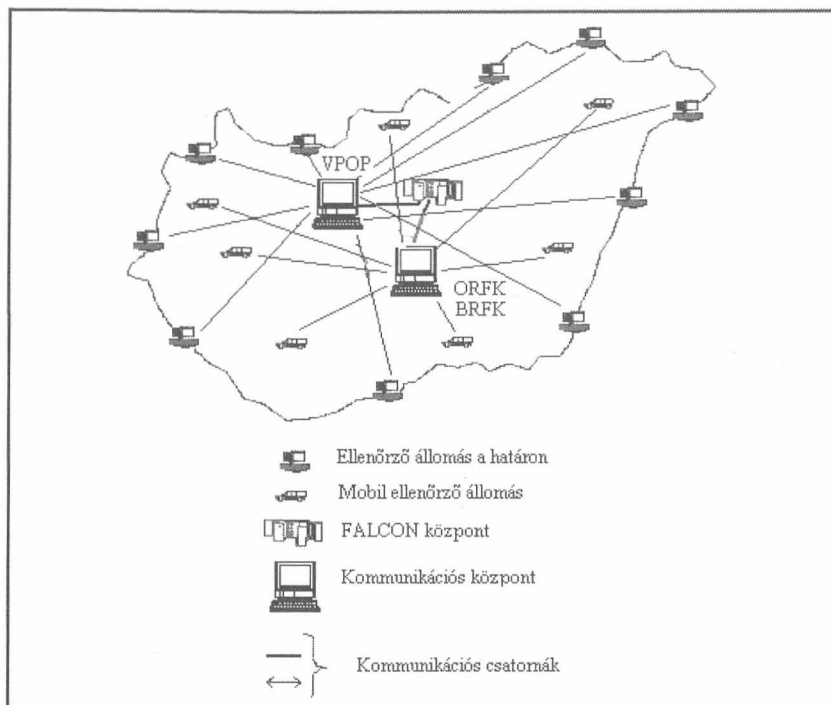 VPOP
ORFK
BRFK
Ellenőrző állomás a határon
Mobil ellenőrző állomás
FALCON központ
Kommunikációs központ
Kommunikációs csatornák